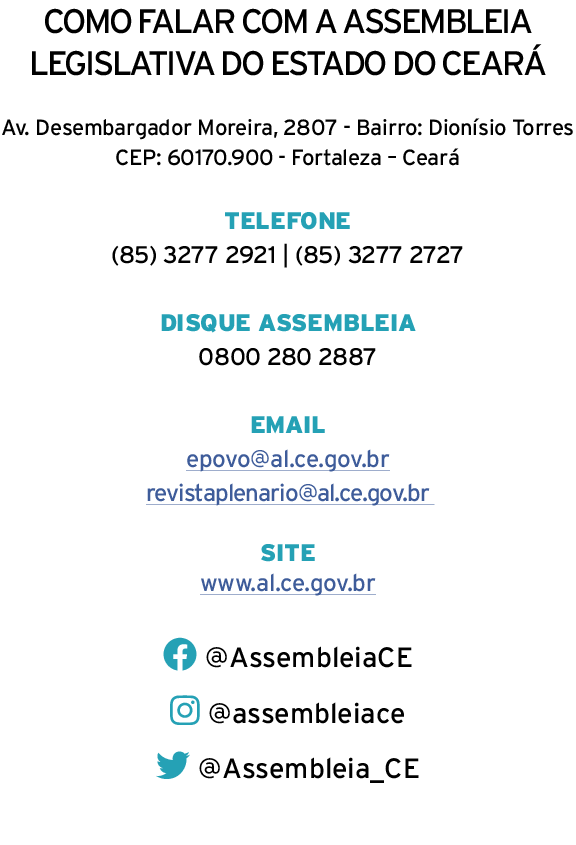 COMO FALAR COM A ASSEMBLEIA
LEGISLATIVA DO ESTADO DO CEARÁ
Av. Desembargador Moreira, 2807 - Bairro: Dionísio Torres
CEP: 60170.900 - Fortaleza – Ceará
TELEFONE
(85) 3277 2921 | (85) 3277 2727
DISQUE ASSEMBLEIA
0800 280 2887
EMAIL
epovo@al.ce.gov.br
revistaplenario@al.ce.gov.br
SITE
www.al.ce.gov.br
@AssembleiaCE
@assembleiace
@Assembleia_CE